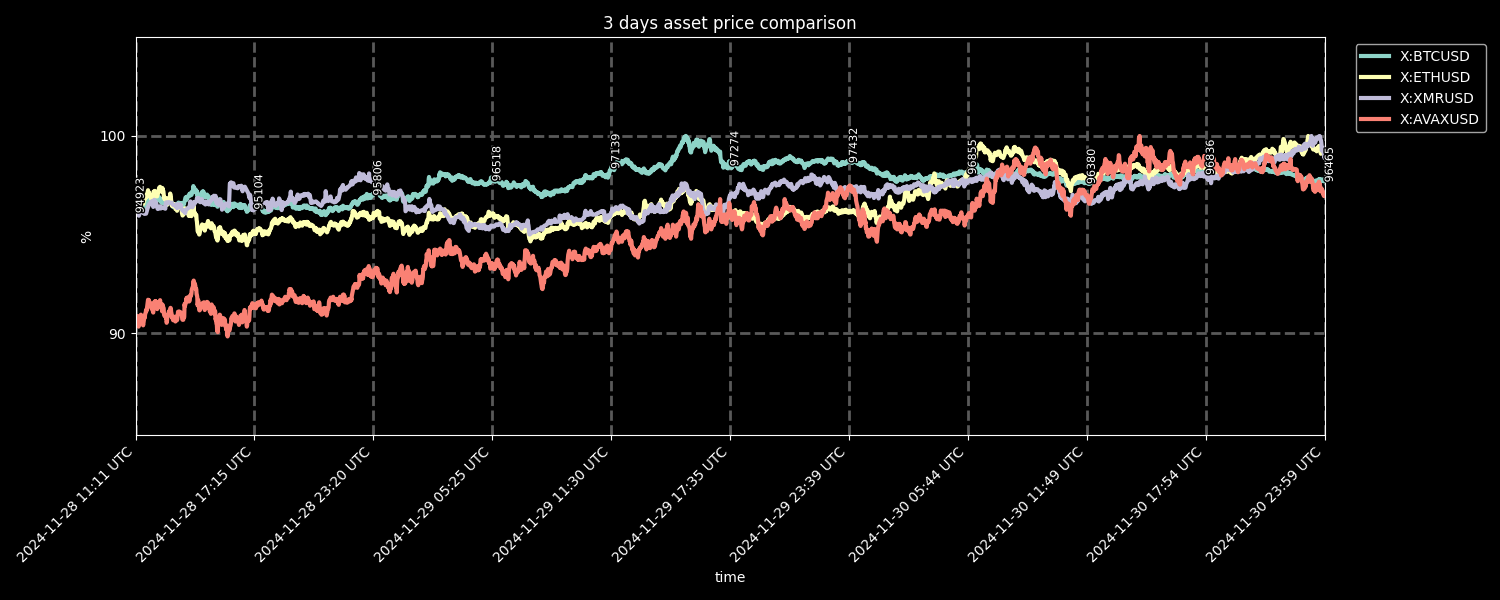 3 days asset price comparison
X:BTCUSD
X:ETHUSD
X:XMRUSD
X:AVAXUSD
100
90
%
94923
95104
95806
96518
97139
97274
97432
96855
96380
96836
96465
2024-11-28 11:11 UTC
2024-11-28 17:15 UTC
2024-11-28 23:20 UTC
2024-11-29 05:25 UTC
2024-11-29 11:30 UTC
2024-11-29 17:35 UTC
2024-11-29 23:39 UTC
2024-11-30 05:44 UTC
2024-11-30 11:49 UTC
2024-11-30 17:54 UTC
2024-11-30 23:59 UTC
time